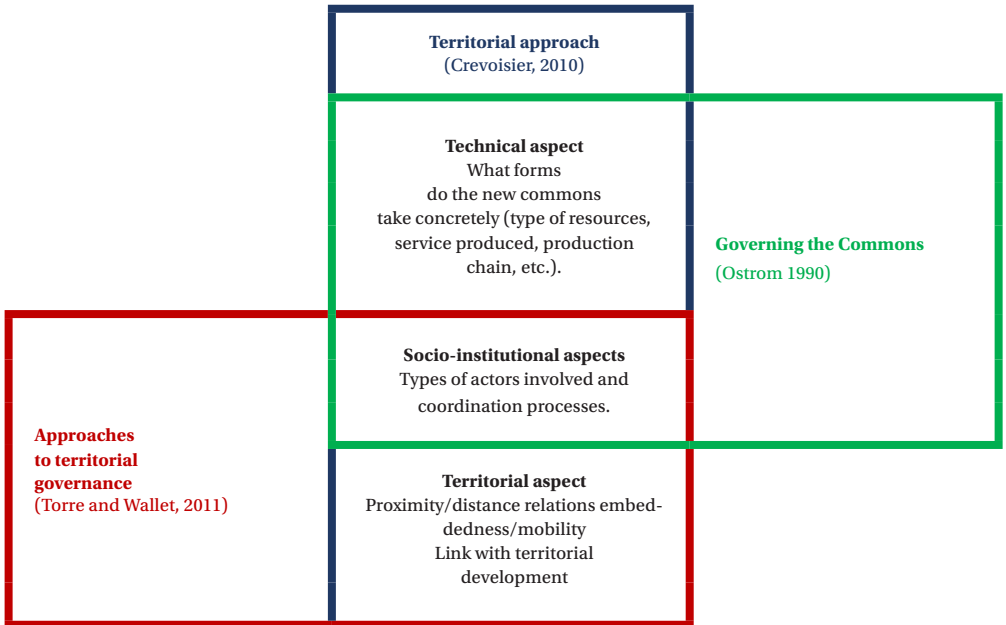 Territorial approach
(Crevoisier, 2010)
Technical aspect
What forms
do the new commons
take concretely (type of resources,
service produced, production
chain, etc.).
Governing the Commons
(Ostrom 1990)
Socio-institutional aspects
Types of actors involved and
coordination processes.
Approaches
to territorial
governance
(Torre and Wallet, 2011)
Territorial aspect
Proximity/distance relations embed-
dedness/mobility
Link with territorial
development